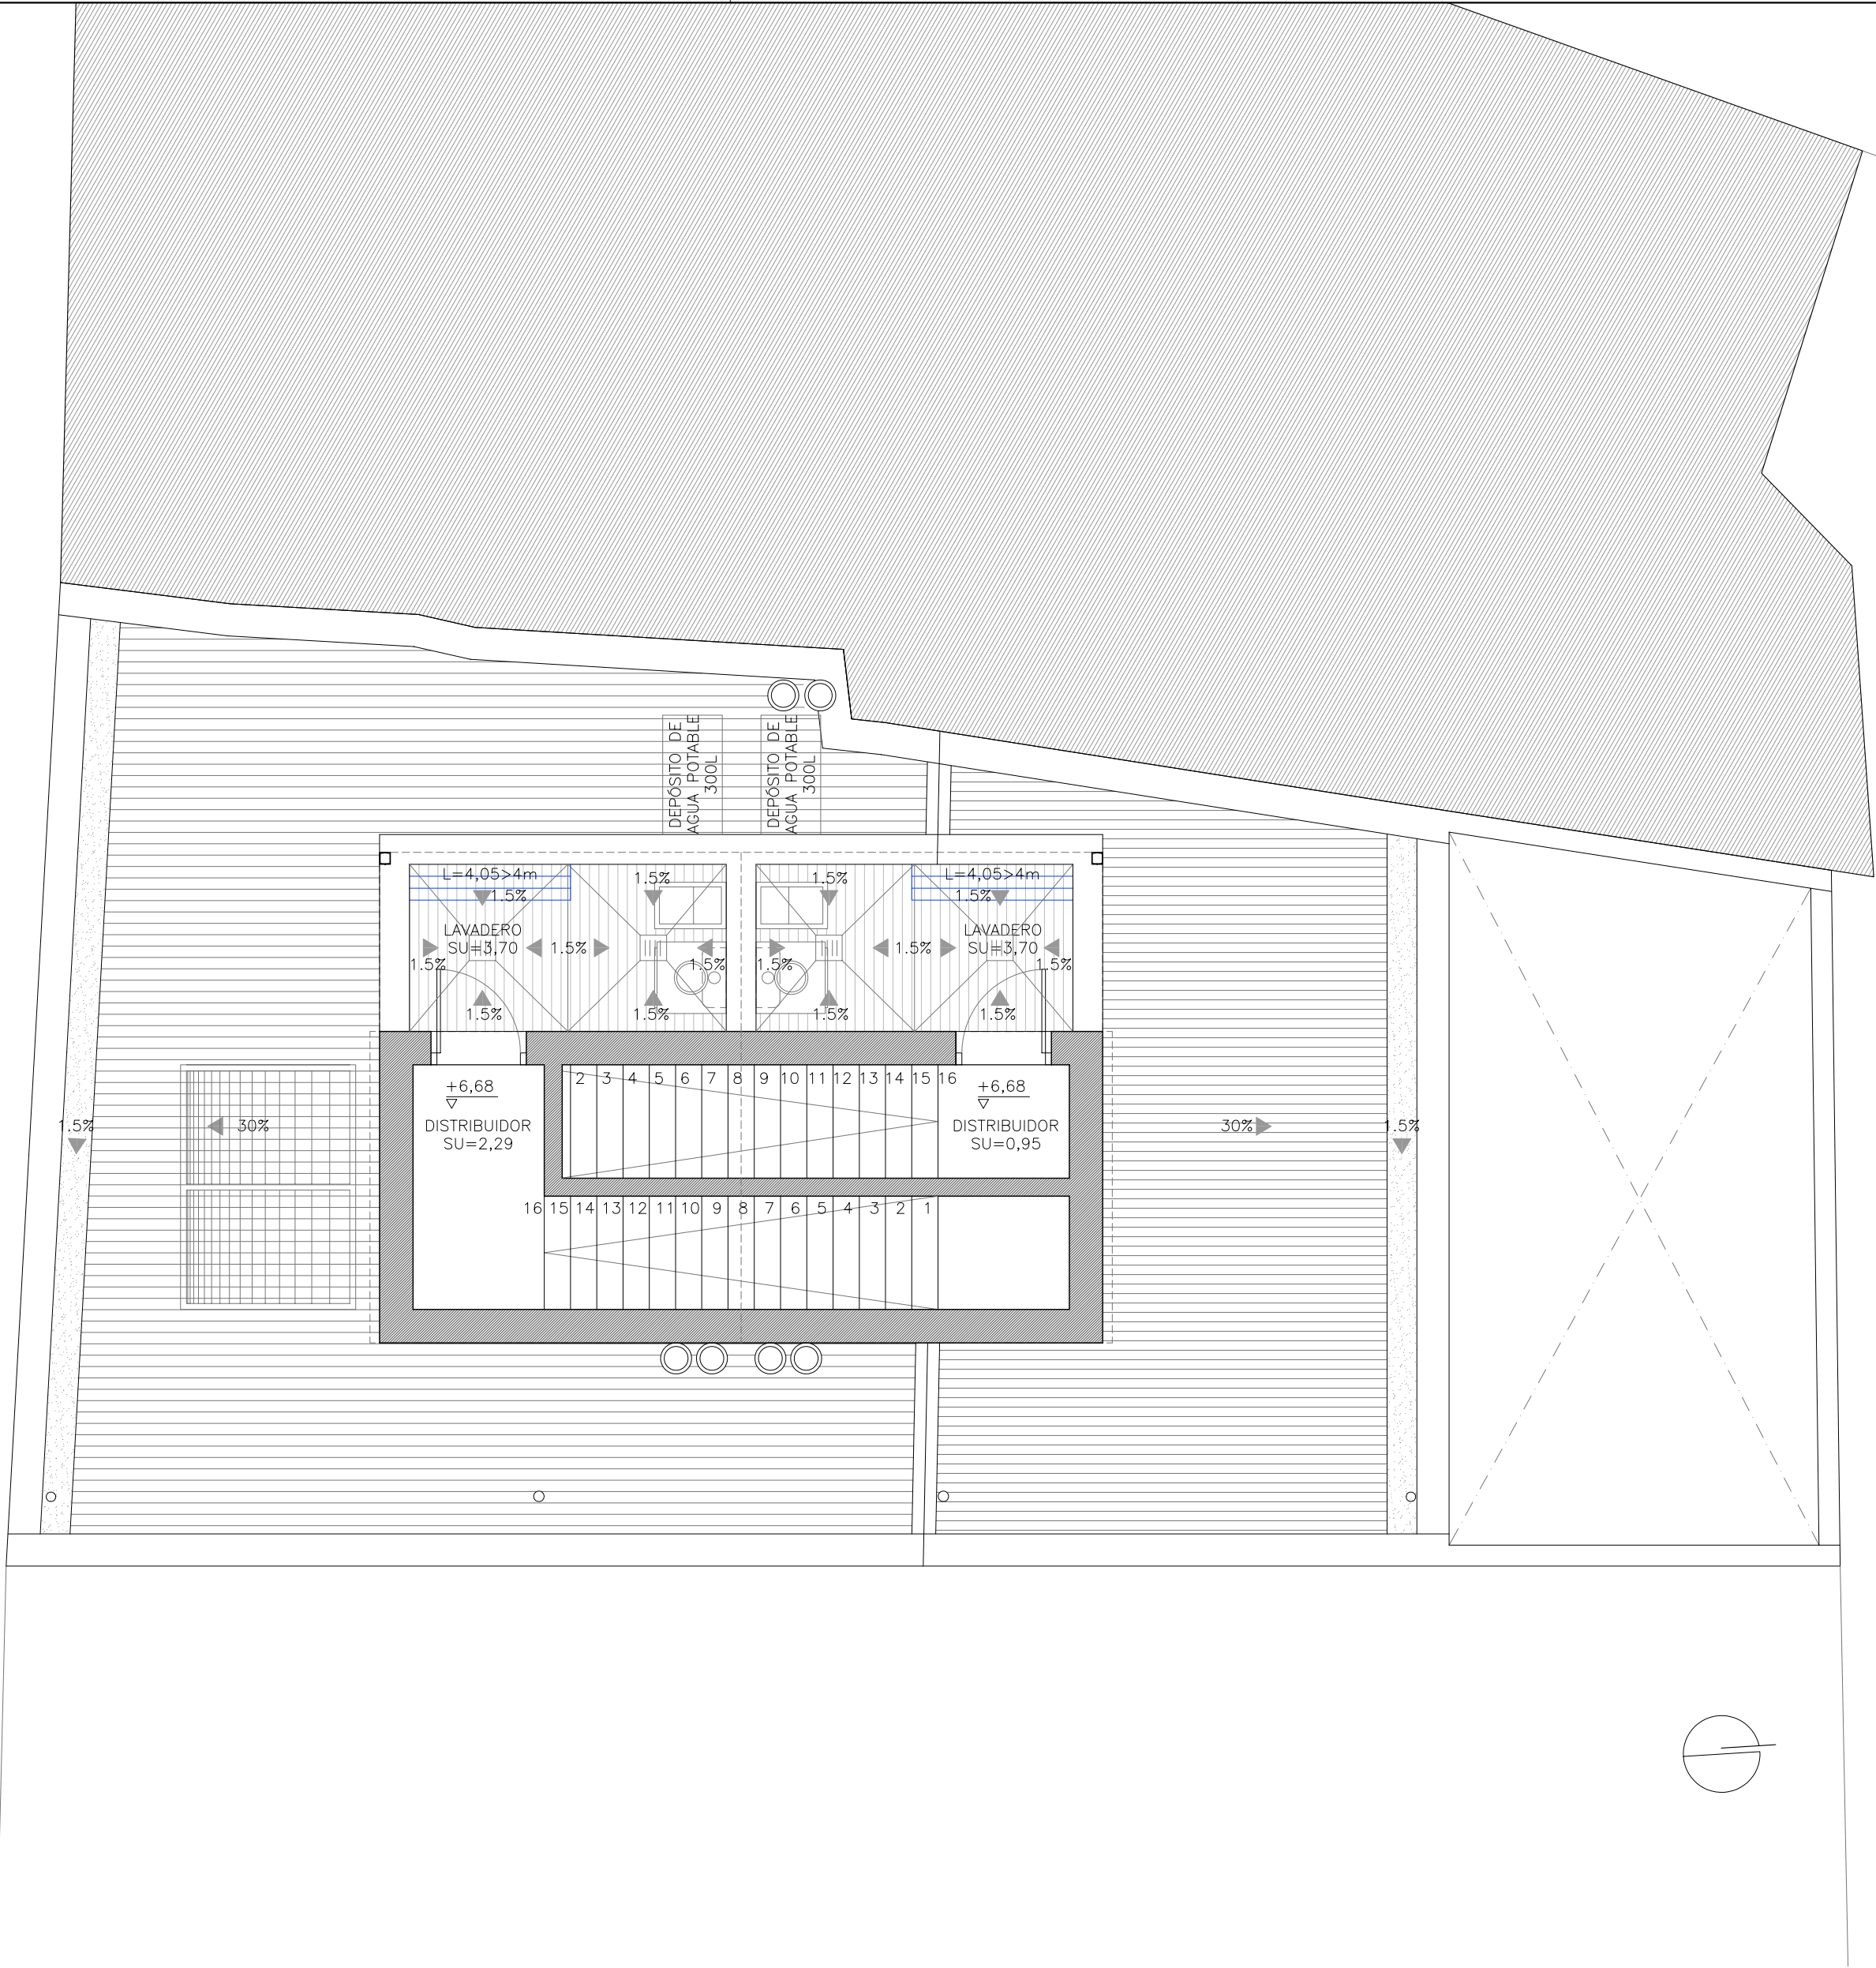 DEPÓSITO DE
AGUA POTABLE
300L
DEPÓSITO DE
AGUA POTABLE
300L
L=4,05>4m
1.5%
1.5%
1.5%
L=4,05>4m
1.5%
LAVADERO
SU=3,70
1.5%
1.5%
1.5%
1.5%
1.5%
LAVADERO
SU=3,70
1.5%
1.5%
1.5%
1.5%
1.5%
+6,68
2 3 4 5 6 7 8 9 10 11 12 13 14 15 16
+6,68
1.5%
30%
DISTRIBUIDOR
SU=2,29
DISTRIBUIDOR
SU=0,95
30%
1.5%
16 15 14 13 12 11 10 9 8 7 6 5 4 3 2 1